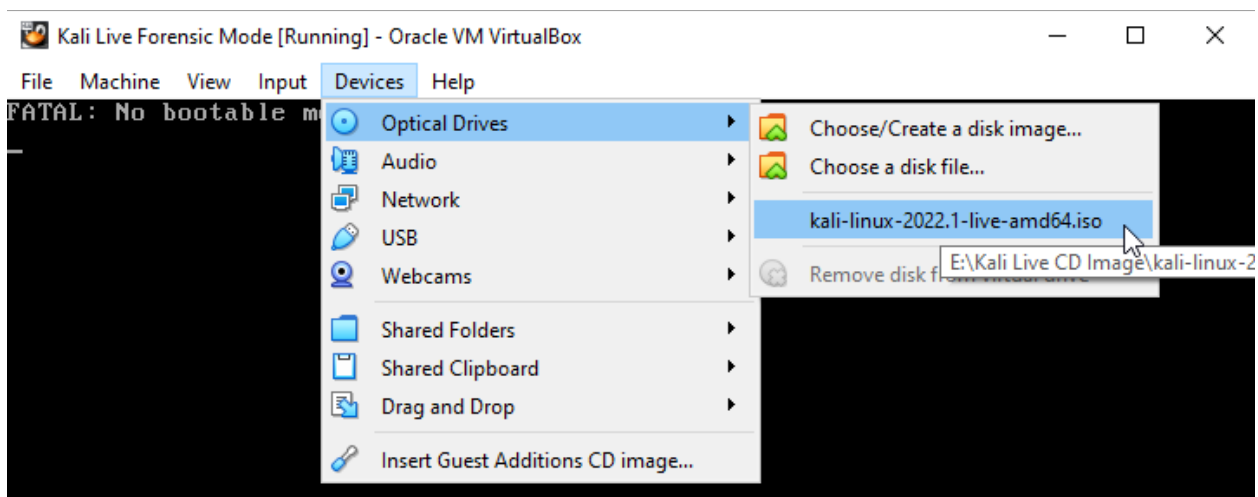 Kali Live Forensic Mode [Running] - Oracle VM VirtualBox
File Machine View Input Devices Help
FATAL: No bootable
Optical Drives
Audio
Network
USB
Webcams
Shared Folders
Shared Clipboard
Drag and Drop
Insert Guest Additions CD image...
Choose/Create a disk image...
Choose a disk file...
kali-linux-2022.1-live-amd64.iso
E:\Kali Live CD Image\kali-linux-2
Remove disk from virtual drive